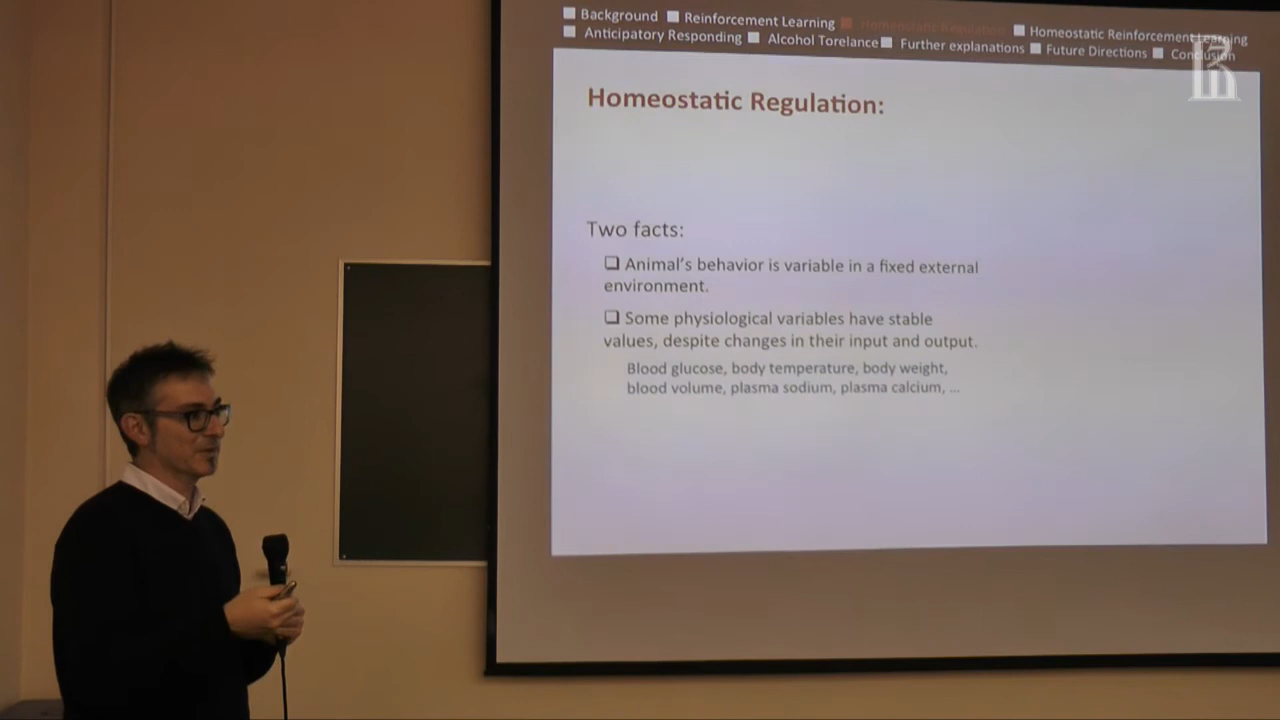 Background Reinforcement Learning Homeostatic Regulation Homeostatic Reinforcement Learning
Anticipatory Responding Alcohol Torelance Further explanations Future Directions Conclusion
Homeostatic Regulation:
Two facts:
❑ Animal's behavior is variable in a fixed external
environment.
❑ Some physiological variables have stable
values, despite changes in their input and output.
Blood glucose, body temperature, body weight,
blood volume, plasma sodium, plasma calcium, ...